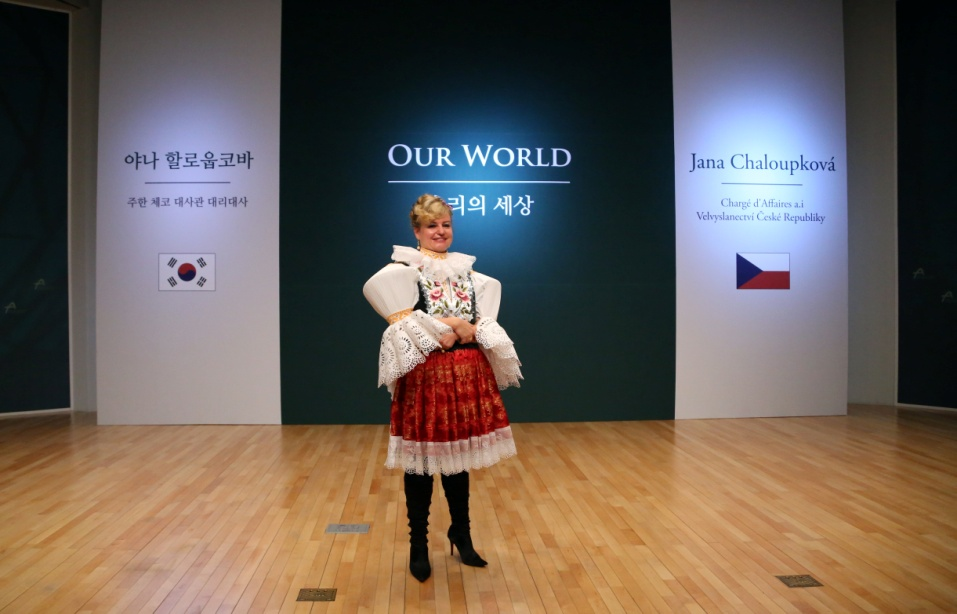 야나 할로웁코바
주한 체코 대사관 대리대사
OUR WORLD
리의 세상
Jana Chaloupková
Chargé d'Affaires a.i
Velvyslanectví České Republiky